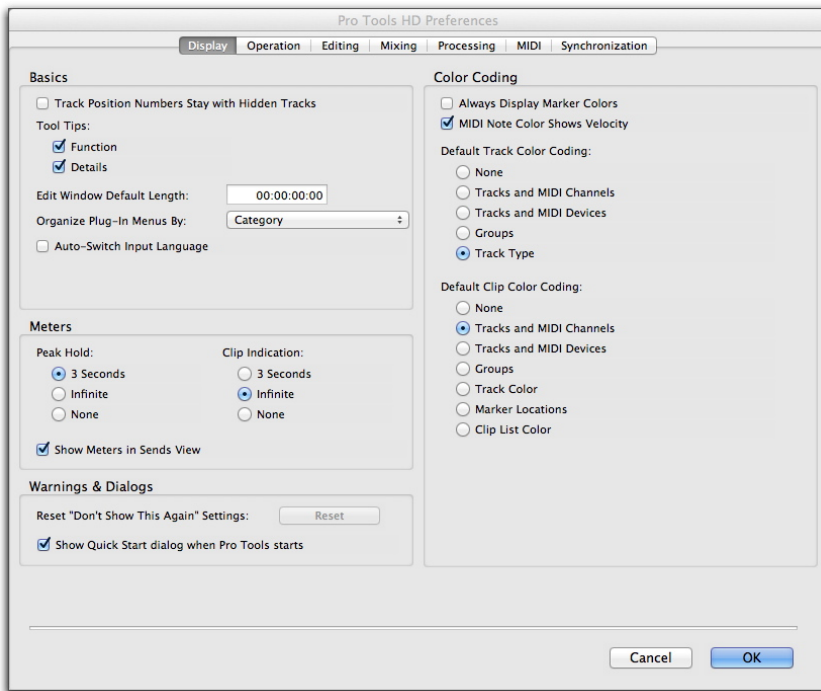 Pro Tools HD Preferences
Display Operation Editing Mixing Processing MIDI Synchronization
Basics
Track Position Numbers Stay with Hidden Tracks
Tool Tips:
Function
Details
Edit Window Default Length: 00:00:00:00
Organize Plug-In Menus By: Category
Auto-Switch Input Language
Meters
Peak Hold: Clip Indication:
3 Seconds 3 Seconds
Infinite Infinite
None None
Show Meters in Sends View
Warnings & Dialogs
Reset "Don't Show This Again" Settings: Reset
Show Quick Start dialog when Pro Tools starts
Color Coding
Always Display Marker Colors
MIDI Note Color Shows Velocity
Default Track Color Coding:
None
Tracks and MIDI Channels
Tracks and MIDI Devices
Groups
Track Type
Default Clip Color Coding:
None
Tracks and MIDI Channels
Tracks and MIDI Devices
Groups
Track Color
Marker Locations
Clip List Color
Cancel OK